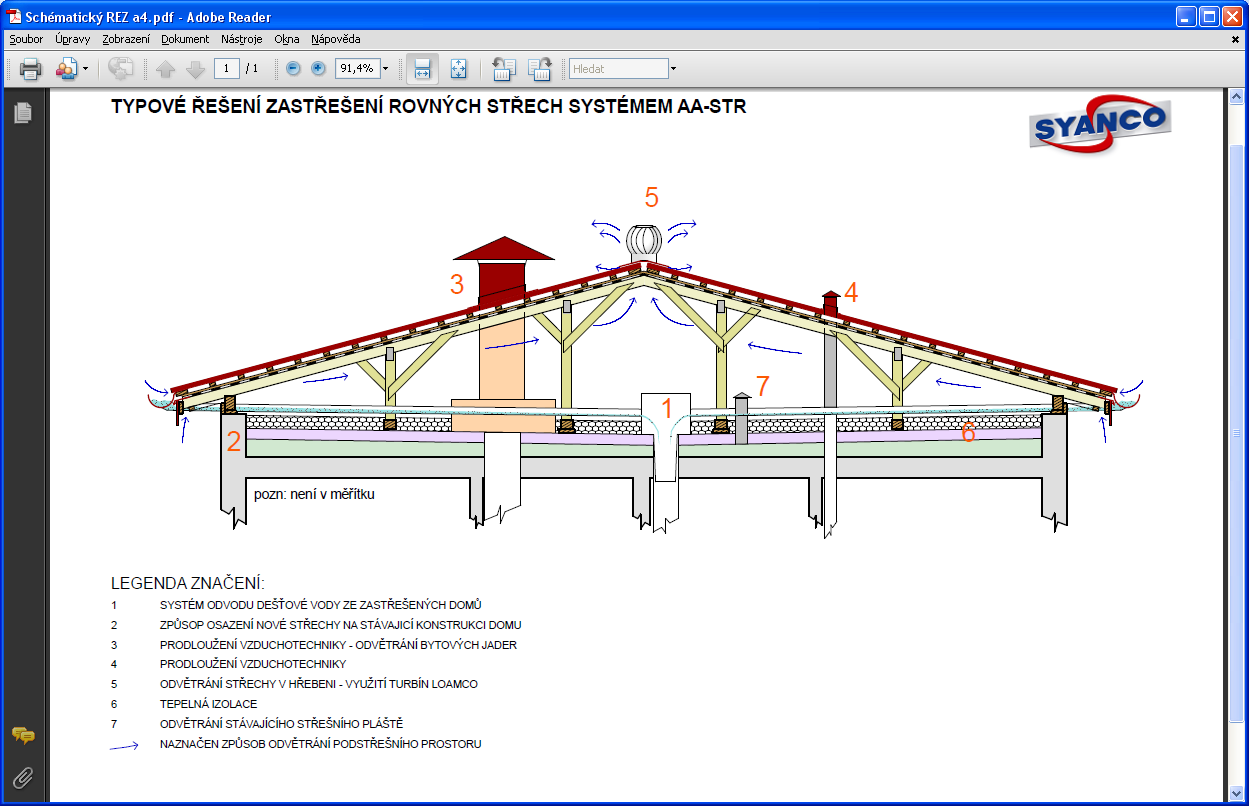 Schématický REZ a4.pdf - Adobe Reader
Soubor Úpravy Zobrazení Dokument Nástroje Okna Nápověda
1 / 1 91,4% Hledat
TYPOVÉ ŘEŠENÍ ZASTŘEŠENÍ ROVNÝCH STŘECH SYSTÉMEM AA-STR
SYANCO
5
3
4
7
1
2
6
pozn: není v měřítku
LEGENDA ZNAČENÍ:
1 SYSTÉM ODVODU DEŠŤOVÉ VODY ZE ZASTŘEŠENÝCH DOMŮ
2 ZPŮSOP OSAZENÍ NOVÉ STŘECHY NA STÁVAJICÍ KONSTRUKCI DOMU
3 PRODLOUŽENÍ VZDUCHOTECHNIKY - ODVĚTRÁNÍ BYTOVÝCH JADER
4 PRODLOUŽENÍ VZDUCHOTECHNIKY
5 ODVĚTRÁNÍ STŘECHY V HŘEBENI - VYUŽITÍ TURBÍN LOAMCO
6 TEPELNÁ IZOLACE
7 ODVĚTRÁNÍ STÁVAJÍCÍHO STŘEŠNÍHO PLÁŠTĚ
NAZNAČEN ZPŮSOB ODVĚTRÁNÍ PODSTŘEŠNÍHO PROSTORU